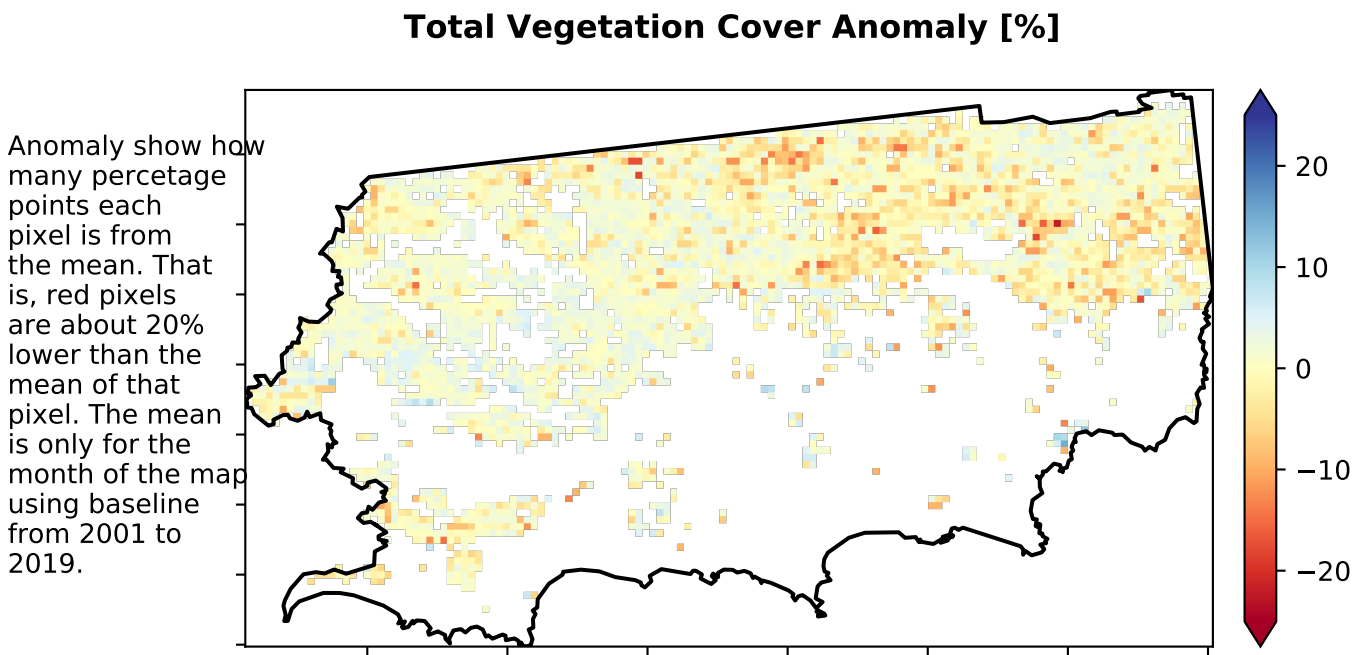 Total Vegetation Cover Anomaly [%]
Anomaly show how
many percetage
points each
pixel is from
the mean. That
is, red pixels
are about 20%
lower than the
mean of that
pixel. The mean
is only for the
month of the map
using baseline
from 2001 to
2019.
20
10
0
−10
−20